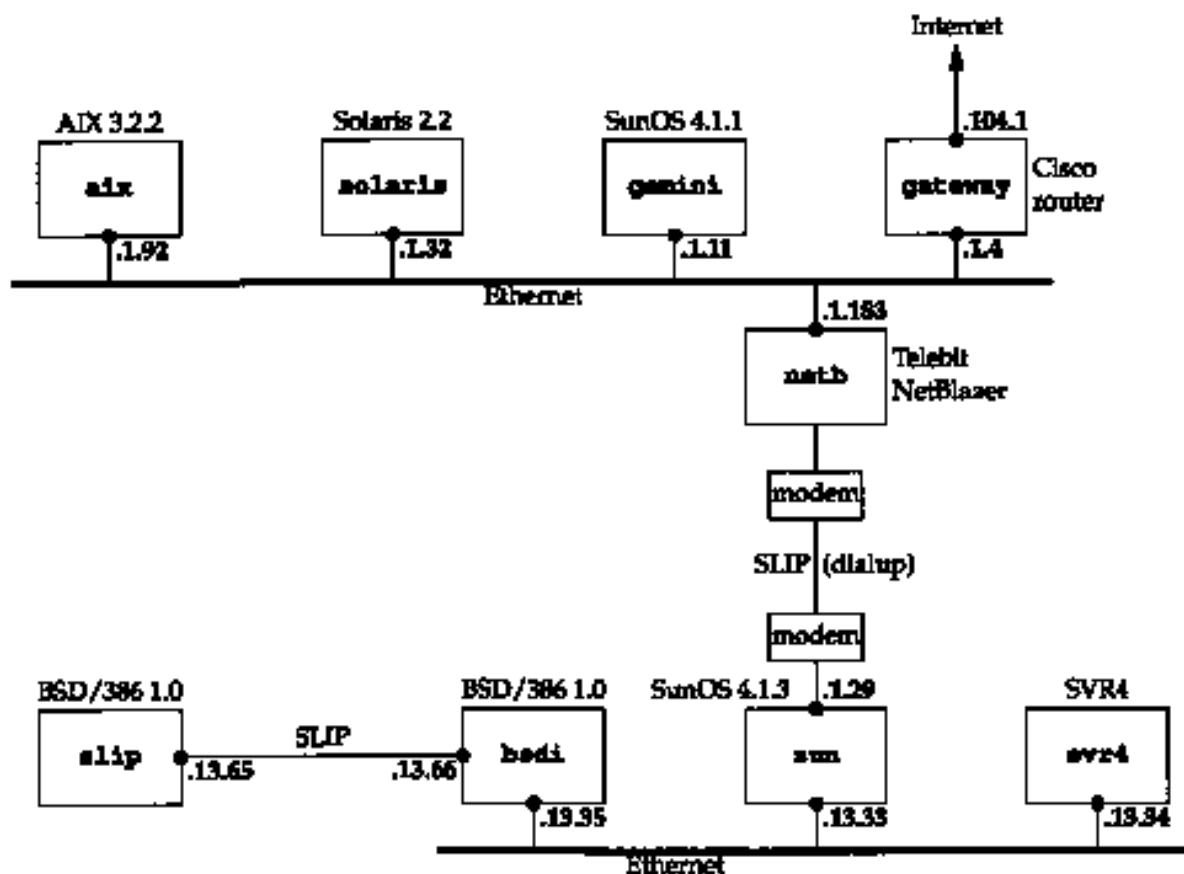 Internet
AIX 3.2.2
Solaris 2.2
SunOS 4.1.1
.104.1
aix
solaris
gemini
gateway
Cisco
router
.1.92
.1.32
.1.11
.1.4
Ethernet
.1.183
netb
Telebit
NetBlazer
modem
SLIP (dialup)
modem
BSD/386 1.0
BSD/386 1.0
SunOS 4.1.3
.1.29
SVR4
slip
SLIP
bsdi
sun
svr4
.13.65
.13.66
.13.35
.13.33
.13.34
Ethernet